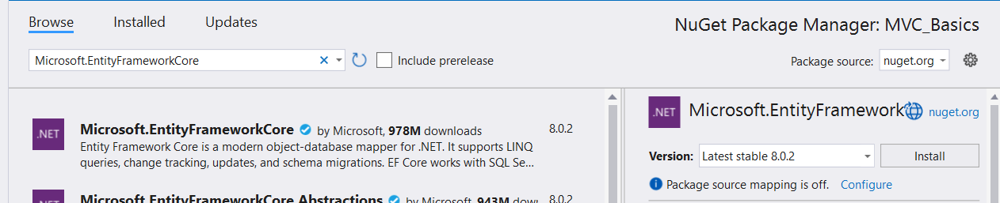 Browse Installed Updates NuGet Package Manager: MVC_Basics
Microsoft.EntityFrameworkCore Include prerelease Package source: nuget.org
.NET Microsoft.EntityFrameworkCore by Microsoft, 978M downloads 8.0.2
Entity Framework Core is a modern object-database mapper for .NET. It supports LINQ
queries, change tracking, updates, and schema migrations. EF Core works with SQL Se...
.NET Microsoft.EntityFrameworkCore.Abstractions by Microsoft, 943M dow 8.0.2
.NET Microsoft.EntityFramework nuget.org
Version: Latest stable 8.0.2 Install
Package source mapping is off. Configure